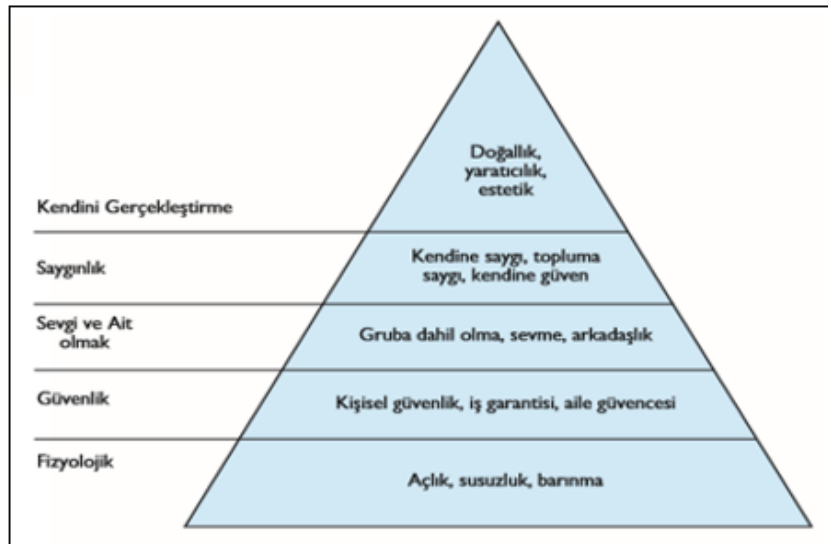 Doğallık,
yaratıcılık,
estetik
Kendini Gerçekleştirme
Kendine saygı, topluma
saygı, kendine güven
Saygınlık
Sevgi ve Ait
olmak
Gruba dahil olma, sevme, arkadaşlık
Güvenlik
Kişisel güvenlik, iş garantisi, aile güvencesi
Fizyolojik
Açlık, susuzluk, barınma